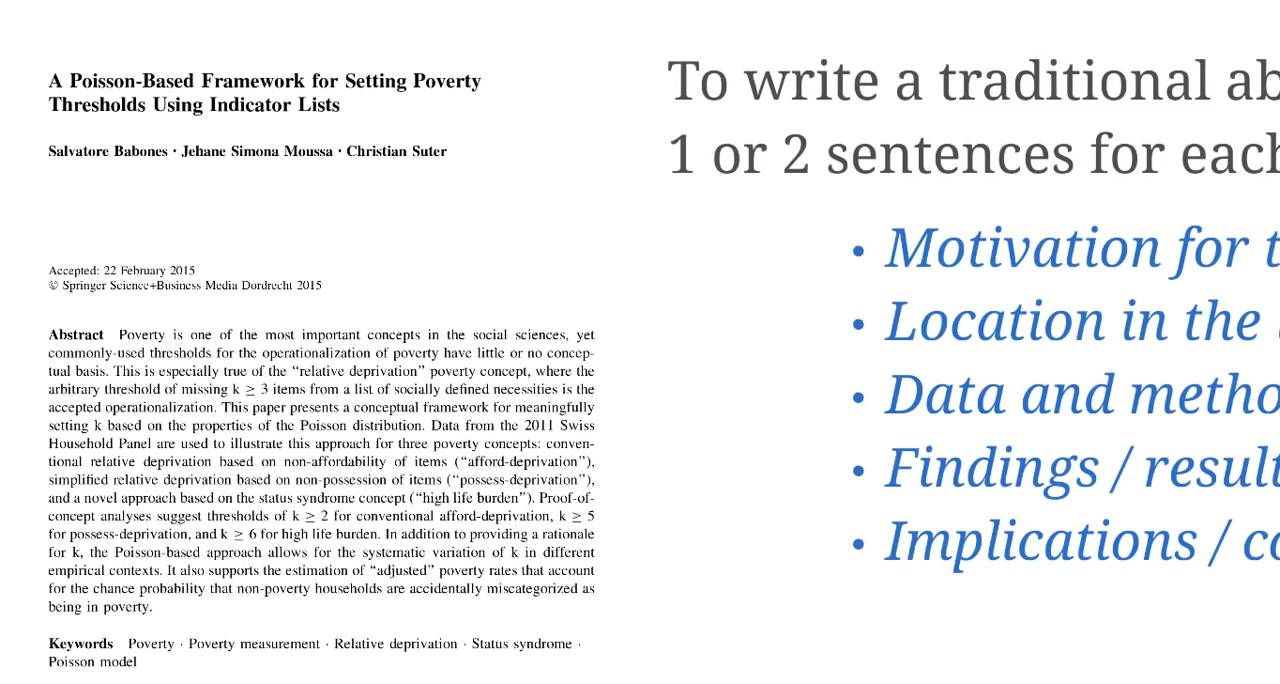 A Poisson-Based Framework for Setting Poverty
Thresholds Using Indicator Lists
Salvatore Babones · Jehane Simona Moussa · Christian Suter
Accepted: 22 February 2015
© Springer Science+Business Media Dordrecht 2015
Abstract Poverty is one of the most important concepts in the social sciences, yet
commonly-used thresholds for the operationalization of poverty have little or no concep-
tual basis. This is especially true of the “relative deprivation” poverty concept, where the
arbitrary threshold of missing k ≥ 3 items from a list of socially defined necessities is the
accepted operationalization. This paper presents a conceptual framework for meaningfully
setting k based on the properties of the Poisson distribution. Data from the 2011 Swiss
Household Panel are used to illustrate this approach for three poverty concepts: conven-
tional relative deprivation based on non-affordability of items (“afford-deprivation”),
simplified relative deprivation based on non-possession of items (“possess-deprivation”),
and a novel approach based on the status syndrome concept (“high life burden”). Proof-of-
concept analyses suggest thresholds of k ≥ 2 for conventional afford-deprivation, k ≥ 5
for possess-deprivation, and k ≥ 6 for high life burden. In addition to providing a rationale
for k, the Poisson-based approach allows for the systematic variation of k in different
empirical contexts. It also supports the estimation of “adjusted” poverty rates that account
for the chance probability that non-poverty households are accidentally miscategorized as
being in poverty.
Keywords Poverty · Poverty measurement · Relative deprivation · Status syndrome ·
Poisson model
To write a traditional ab
1 or 2 sentences for each
• Motivation for t
• Location in the
• Data and metho
• Findings / result
• Implications / co